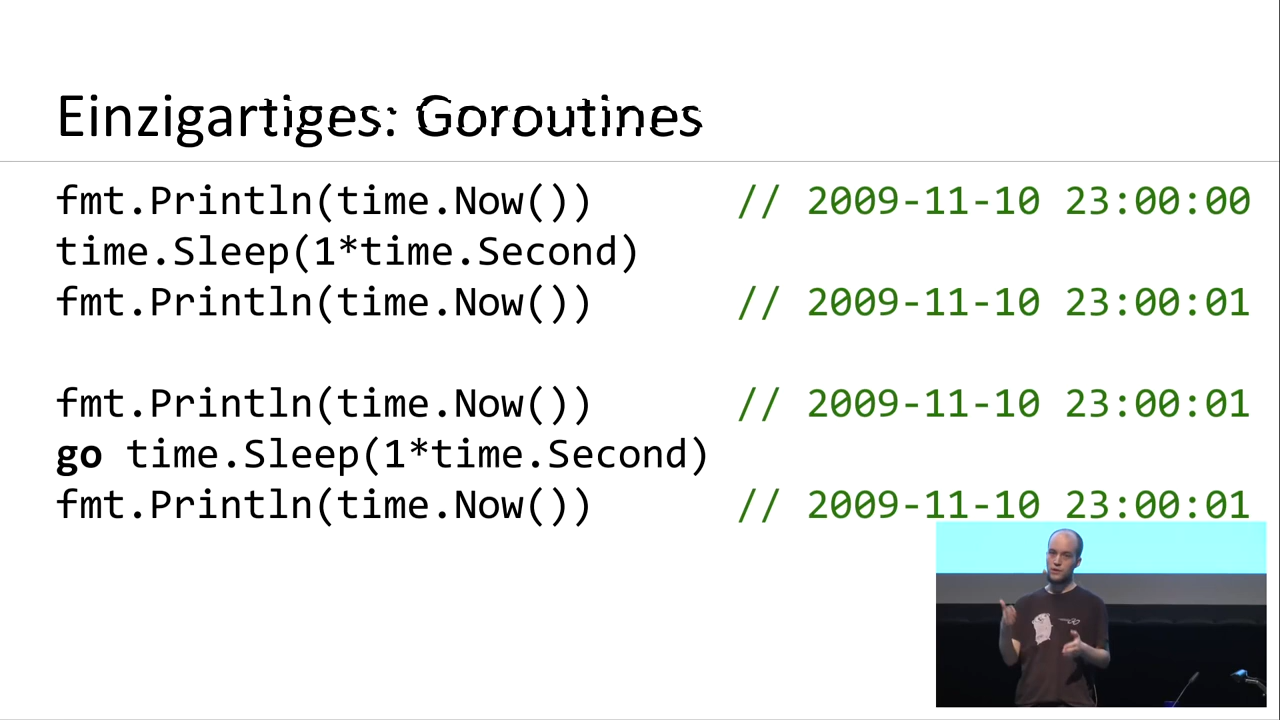 Einzigartiges: Goroutines
fmt.Println(time.Now()) // 2009-11-10 23:00:00
time.Sleep(1*time.Second)
fmt.Println(time.Now()) // 2009-11-10 23:00:01
fmt.Println(time.Now()) // 2009-11-10 23:00:01
go time.Sleep(1*time.Second)
fmt.Println(time.Now()) // 2009-11-10 23:00:01